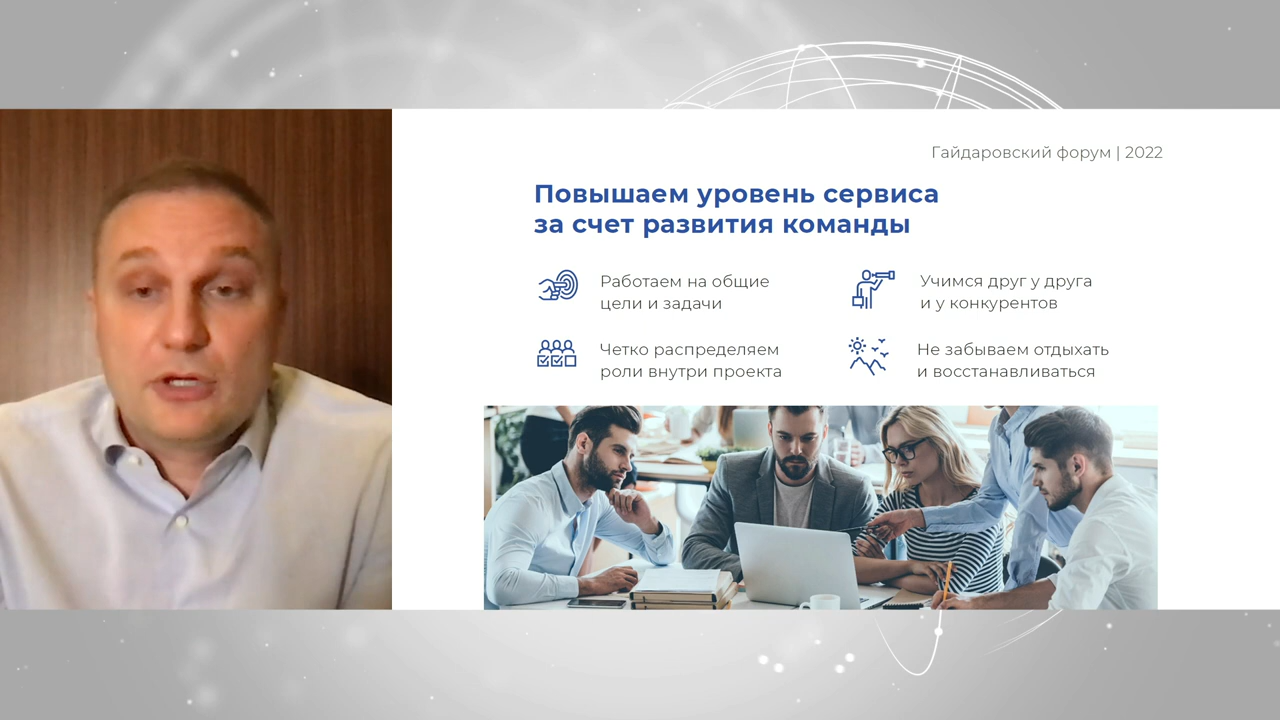 Гайдаровский форум | 2022
Повышаем уровень сервиса
за счет развития команды
Работаем на общие
цели и задачи
Учимся друг у друга
и у конкурентов
Четко распределяем
роли внутри проекта
Не забываем отдыхать
и восстанавливаться